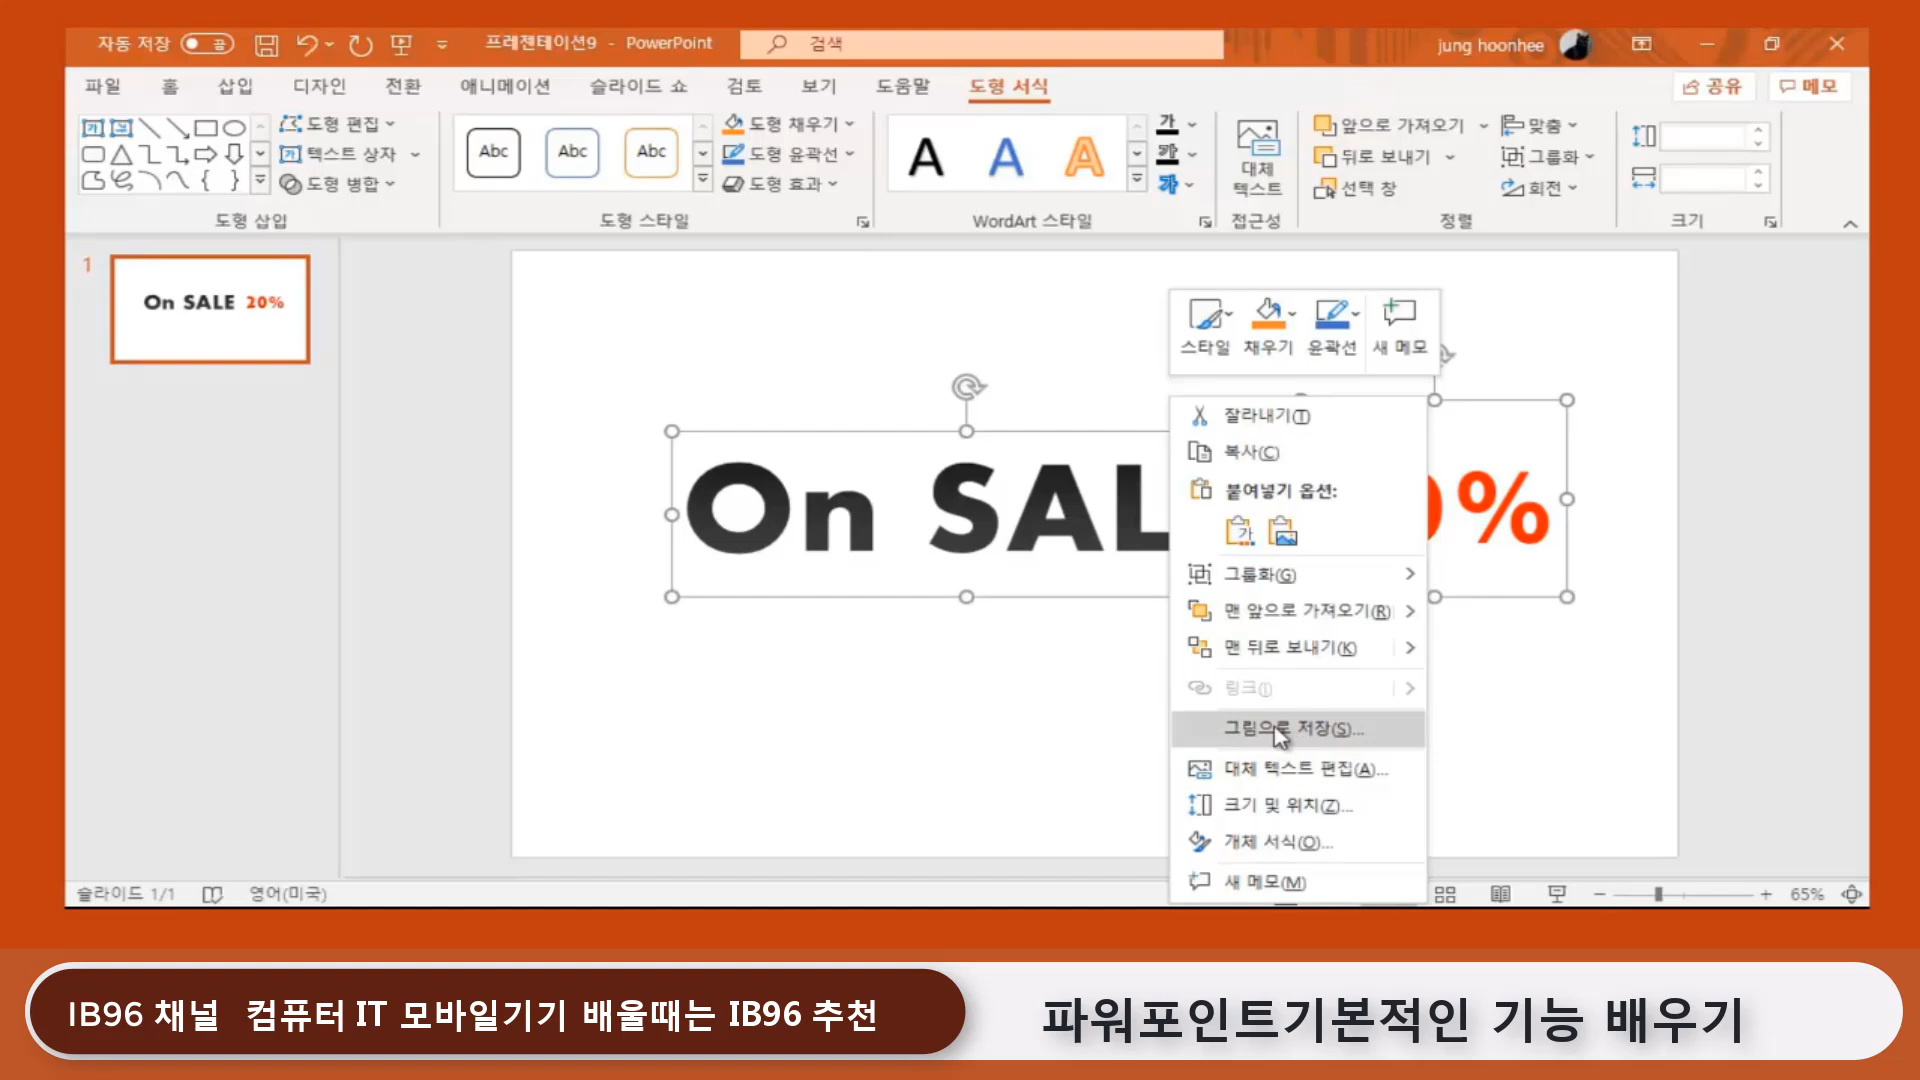 자동 저장 끔 프레젠테이션9 - PowerPoint 검색 jung hoonhee
파일 홈 삽입 디자인 전환 애니메이션 슬라이드 쇼 검토 보기 도움말 도형 서식 공유 메모
도형 편집
텍스트 상자
도형 병합
도형 삽입
Abc Abc Abc
도형 채우기
도형 윤곽선
도형 효과
도형 스타일
A A A
가
가
가
WordArt 스타일
대체
텍스트
접근성
앞으로 가져오기 맞춤
뒤로 보내기 그룹화
선택 창 회전
정렬
크기
1
On SALE 20%
스타일 채우기 윤곽선 새 메모
On SAL
%
잘라내기(T)
복사(C)
붙여넣기 옵션:
가
그룹화(G)
맨 앞으로 가져오기(R)
맨 뒤로 보내기(K)
링크(I)
그림으로 저장(S)...
대체 텍스트 편집(A)...
크기 및 위치(Z)...
개체 서식(O)...
새 메모(M)
슬라이드 1/1 영어(미국) 65%
IB96 채널 컴퓨터 IT 모바일기기 배울때는 IB96 추천
파워포인트기본적인 기능 배우기